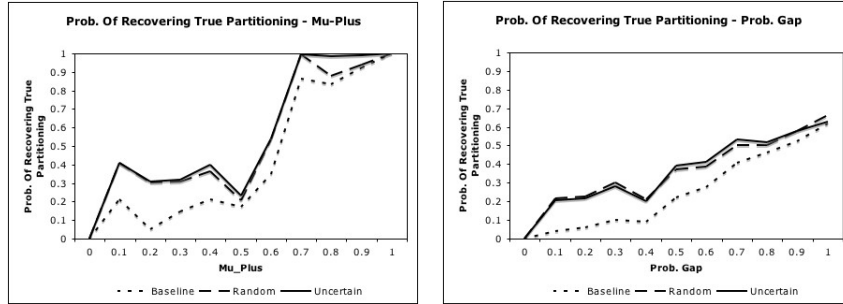 Prob. Of Recovering True Partitioning - Mu-Plus
Prob. Of Recovering True
Partitioning
1
0.9
0.8
0.7
0.6
0.5
0.4
0.3
0.2
0.1
0
0 0.1 0.2 0.3 0.4 0.5 0.6 0.7 0.8 0.9 1
Mu_Plus
Baseline Random Uncertain
Prob. Of Recovering True Partitioning - Prob. Gap
Prob. Of Recovering True
Partitioning
1
0.9
0.8
0.7
0.6
0.5
0.4
0.3
0.2
0.1
0
0 0.1 0.2 0.3 0.4 0.5 0.6 0.7 0.8 0.9 1
Prob. Gap
Baseline Random Uncertain